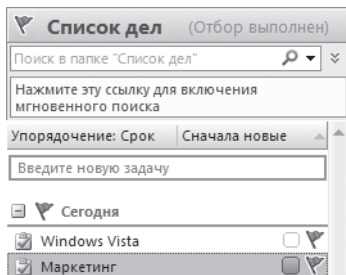 Список дел (Отбор выполнен)
Поиск в папке "Список дел"
Нажмите эту ссылку для включения
мгновенного поиска
Упорядочение: Срок Сначала новые
Введите новую задачу
Сегодня
Windows Vista
Маркетинг